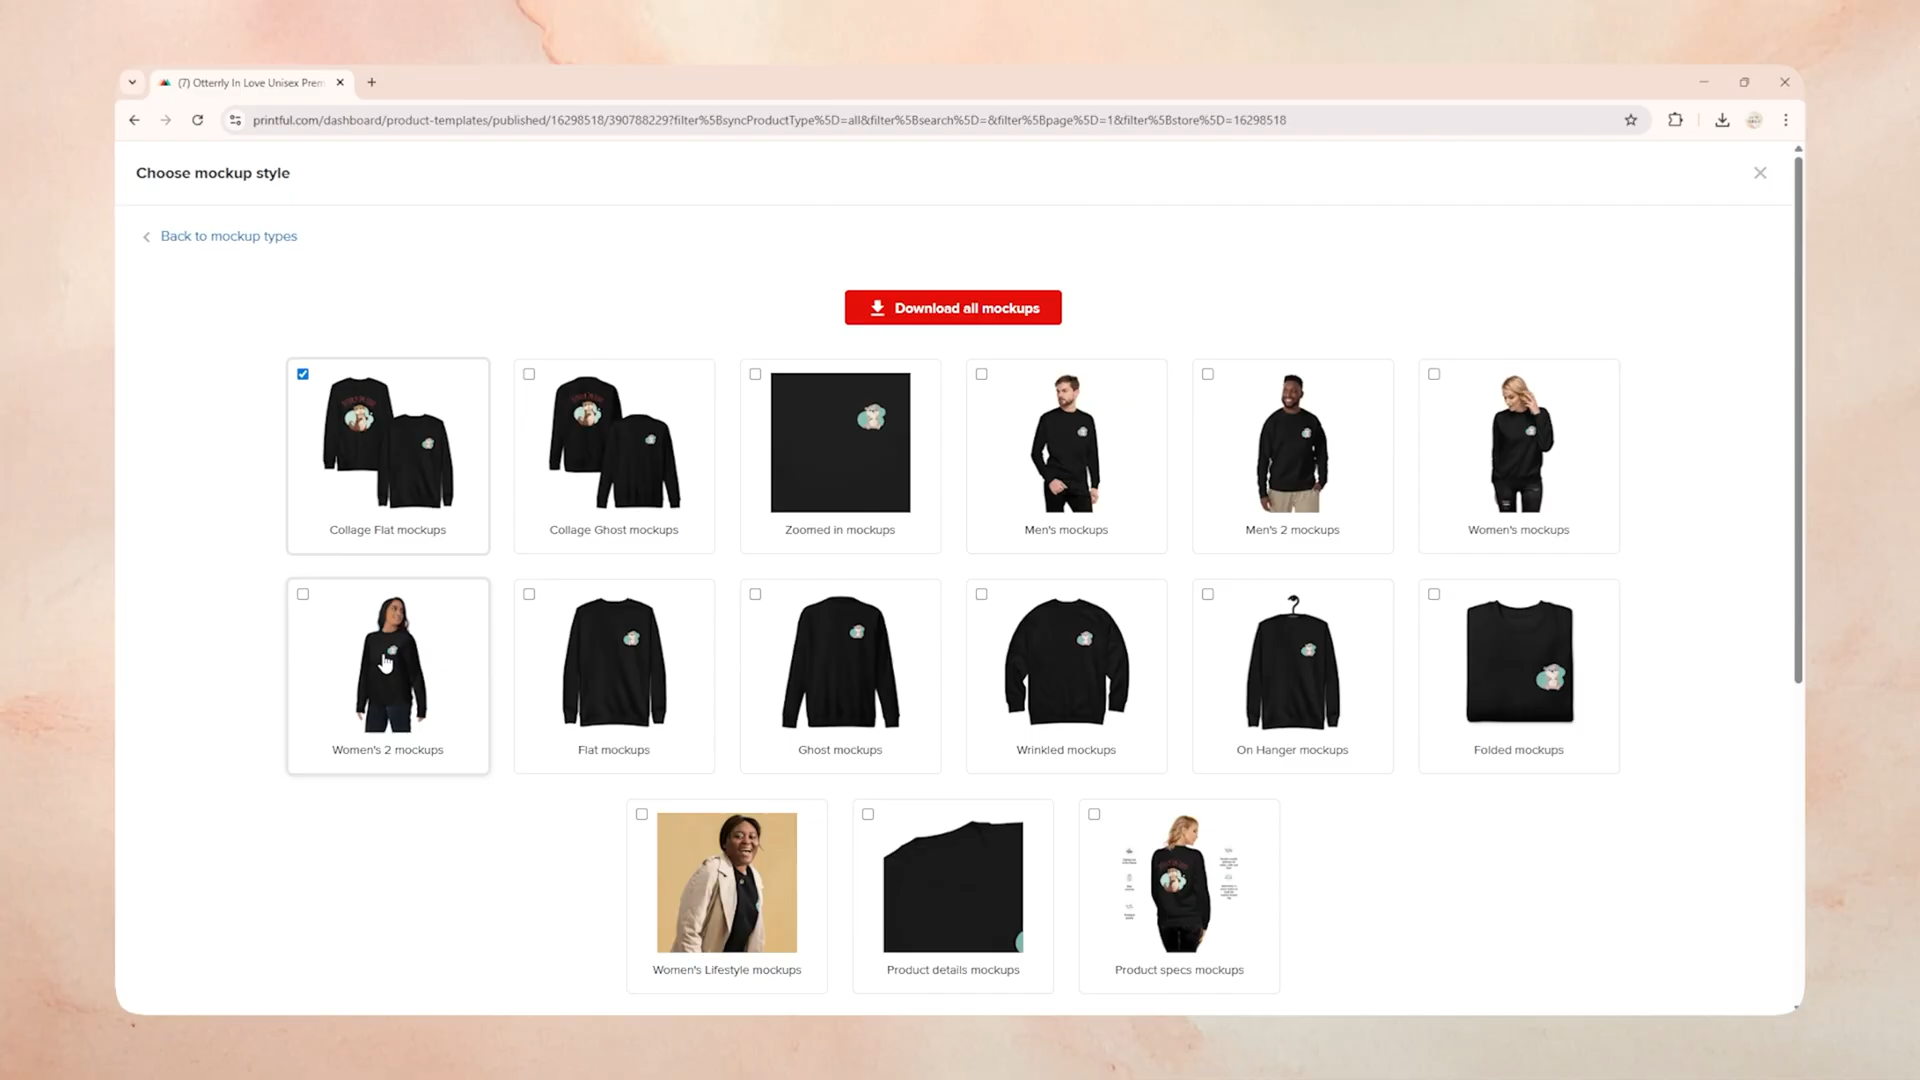 (7) Otterrly In Love Unisex Prem
printful.com/dashboard/product-templates/published/16298518/390788229?filter%5BsyncProductType%5D=all&filter%5Bsearch%5D=&filter%5Bpage%5D=1&filter%5Bstore%5D=16298518
Choose mockup style
Back to mockup types
Download all mockups
Collage Flat mockups
Collage Ghost mockups
Zoomed in mockups
Men's mockups
Men's 2 mockups
Women's mockups
Women's 2 mockups
Flat mockups
Ghost mockups
Wrinkled mockups
On Hanger mockups
Folded mockups
Women's Lifestyle mockups
Product details mockups
Product specs mockups